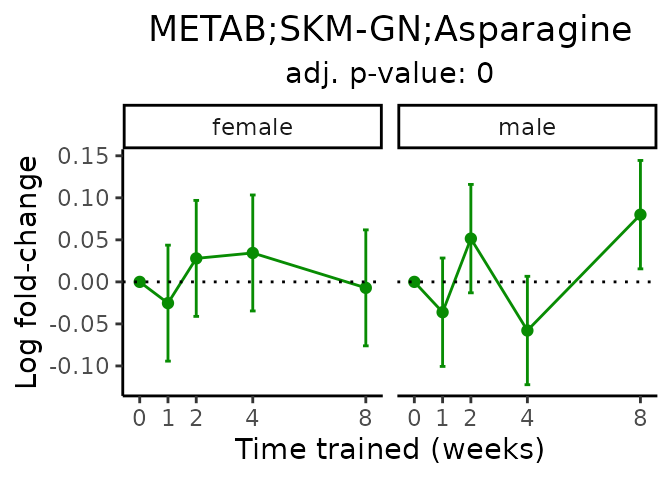 METAB;SKM-GN;Asparagine
adj. p-value: 0
female
male
Log fold-change
0.15
0.10
0.05
0.00
-0.05
-0.10
0 1 2 4 8
0 1 2 4 8
Time trained (weeks)